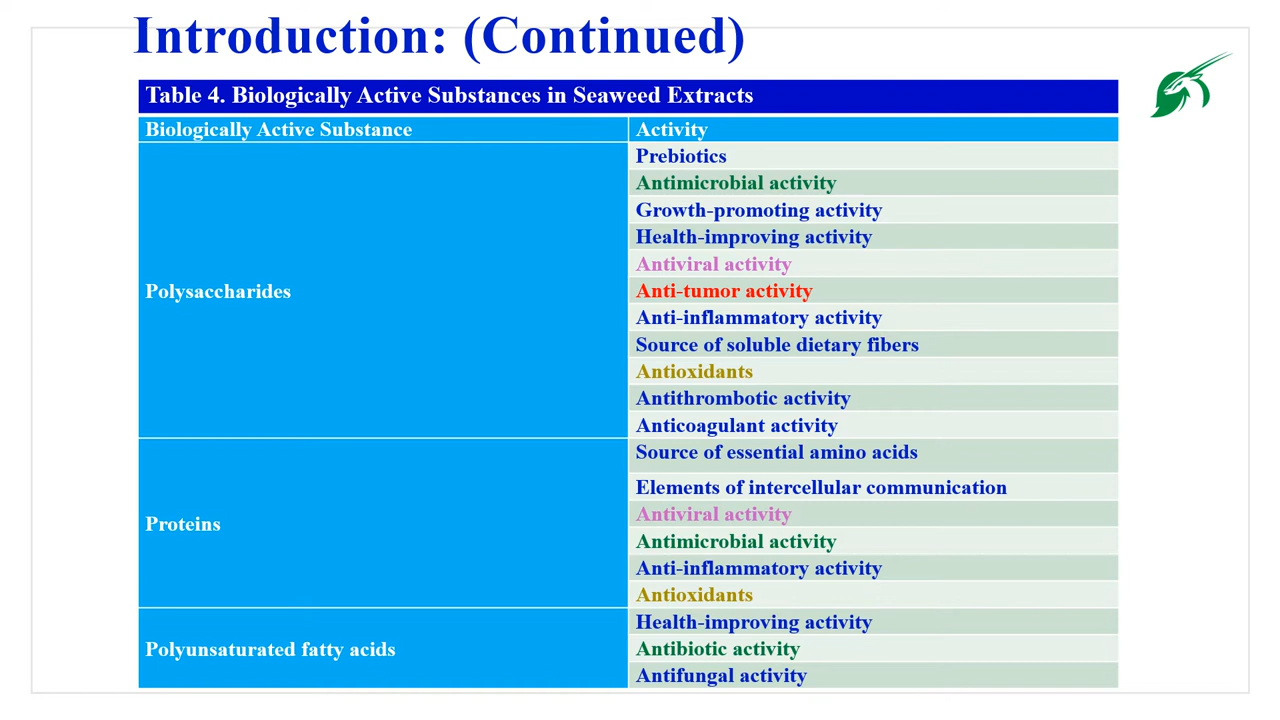 Introduction: (Continued)
Table 4. Biologically Active Substances in Seaweed Extracts
Biologically Active Substance
Activity
Polysaccharides
Prebiotics
Antimicrobial activity
Growth-promoting activity
Health-improving activity
Antiviral activity
Anti-tumor activity
Anti-inflammatory activity
Source of soluble dietary fibers
Antioxidants
Antithrombotic activity
Anticoagulant activity
Proteins
Source of essential amino acids
Elements of intercellular communication
Antiviral activity
Antimicrobial activity
Anti-inflammatory activity
Antioxidants
Polyunsaturated fatty acids
Health-improving activity
Antibiotic activity
Antifungal activity